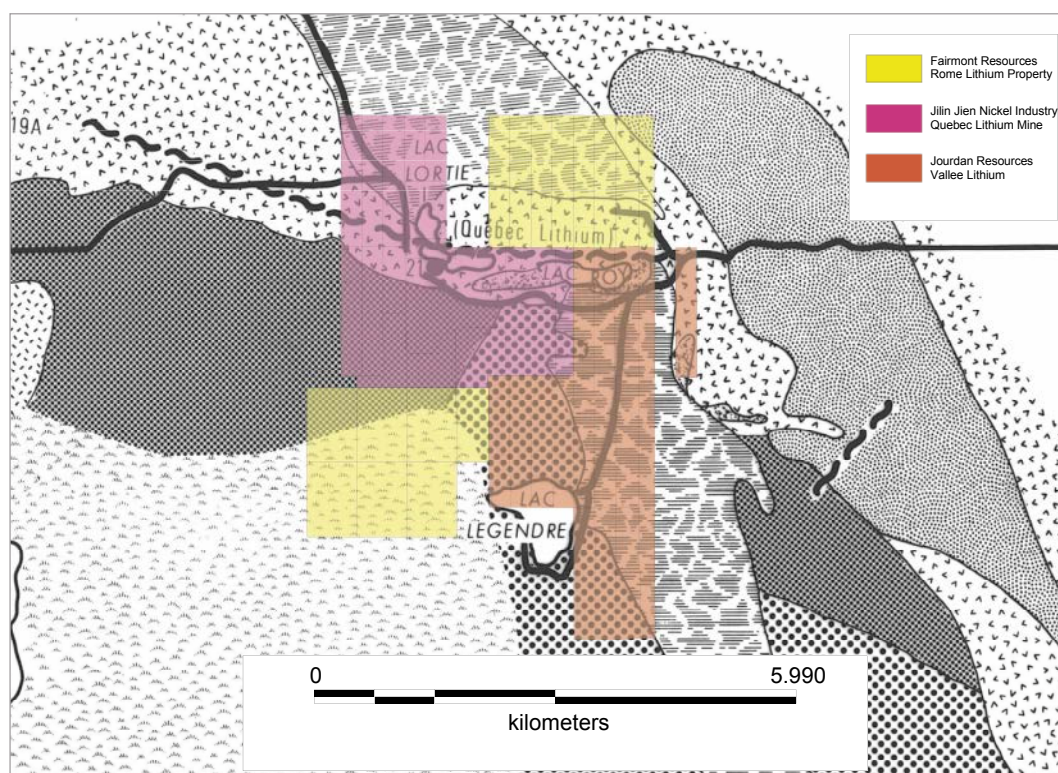 Fairmont Resources
Rome Lithium Property
Jilin Jien Nickel Industry
Quebec Lithium Mine
Jourdan Resources
Vallee Lithium
19A
LAC
LORTIE
(Québec Lithium)
21
LAC
LAC
LEGENDRE
0 5.990
kilometers